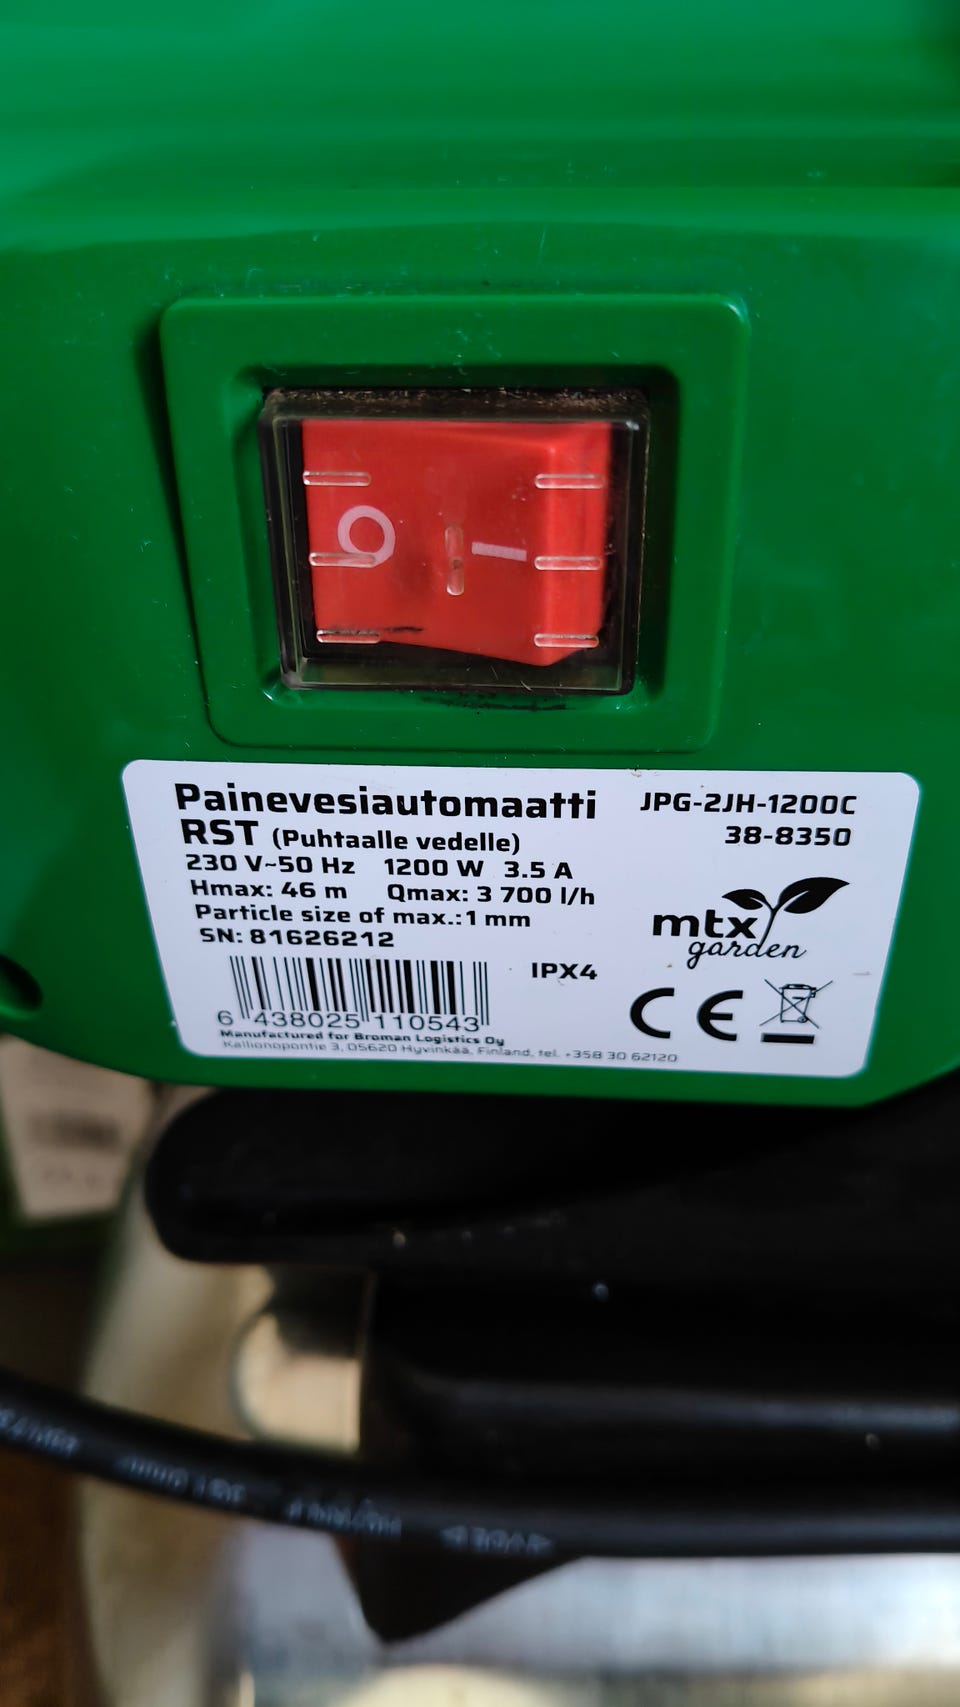 O I
Painevesiautomaatti
RST (Puhtaalle vedelle)
230 V~50 Hz 1200 W 3.5 A
Hmax: 46 m Qmax: 3 700 l/h
Particle size of max.: 1 mm
SN: 81626212
6 438025 110543
Manufactured for Broman Logistics Oy
Kallionopontie 3, 05620 Hyvinkää, Finland, tel. +358 30 62120
JPG-2JH-1200C
38-8350
mtx
garden
IPX4
CE